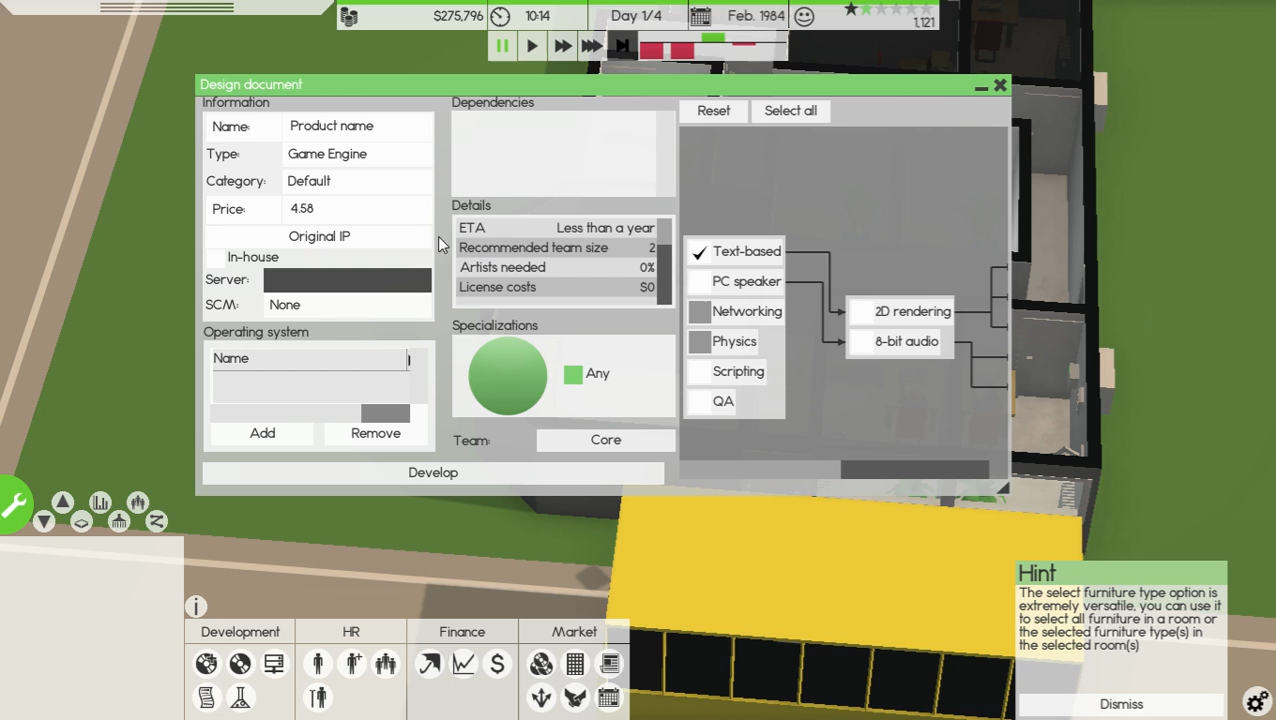 $275,796
10:14
Day 1/4
Feb. 1984
1,121
Design document
Information
Name: Product name
Type: Game Engine
Category: Default
Price: 4.58
Original IP
In-house
Server:
SCM: None
Operating system
Name
Add
Remove
Develop
Dependencies
Details
ETA Less than a year
Recommended team size 2
Artists needed 0%
License costs $0
Specializations
Any
Team: Core
Reset
Select all
Text-based
PC speaker
Networking
Physics
Scripting
QA
2D rendering
8-bit audio
Development
HR
Finance
Market
Hint
The select furniture type option is
extremely versatile, you can use it
to select all furniture in a room or
the selected furniture type(s) in
the selected room(s)
Dismiss